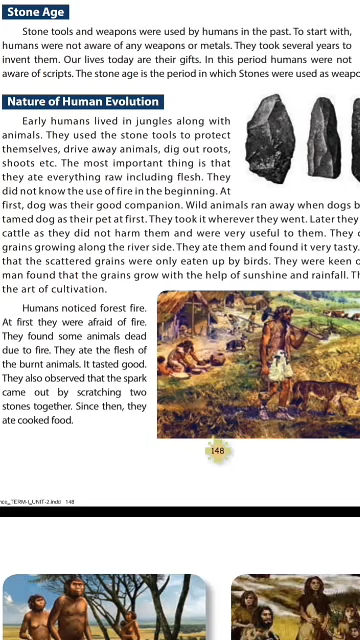 Stone Age
Stone tools and weapons were used by humans in the past. To start with,
humans were not aware of any weapons or metals. They took several years to
invent them. Our lives today are their gifts. In this period humans were not
aware of scripts. The stone age is the period in which Stones were used as weapo
Nature of Human Evolution
Early humans lived in jungles along with
animals. They used the stone tools to protect
themselves, drive away animals, dig out roots,
shoots etc. The most important thing is that
they ate everything raw including flesh. They
did not know the use of fire in the beginning. At
first, dog was their good companion. Wild animals ran away when dogs b
tamed dog as their pet at first. They took it wherever they went. Later they
cattle as they did not harm them and were very useful to them. They
grains growing along the river side. They ate them and found it very tasty.
that the scattered grains were only eaten up by birds. They were keen
man found that the grains grow with the help of sunshine and rainfall. Th
the art of cultivation.
Humans noticed forest fire.
At first they were afraid of fire.
They found some animals dead
due to fire. They ate the flesh of
the burnt animals. It tasted good.
They also observed that the spark
came out by scratching two
stones together. Since then, they
ate cooked food.
148
_TERM-I_UNIT-2.indd 148